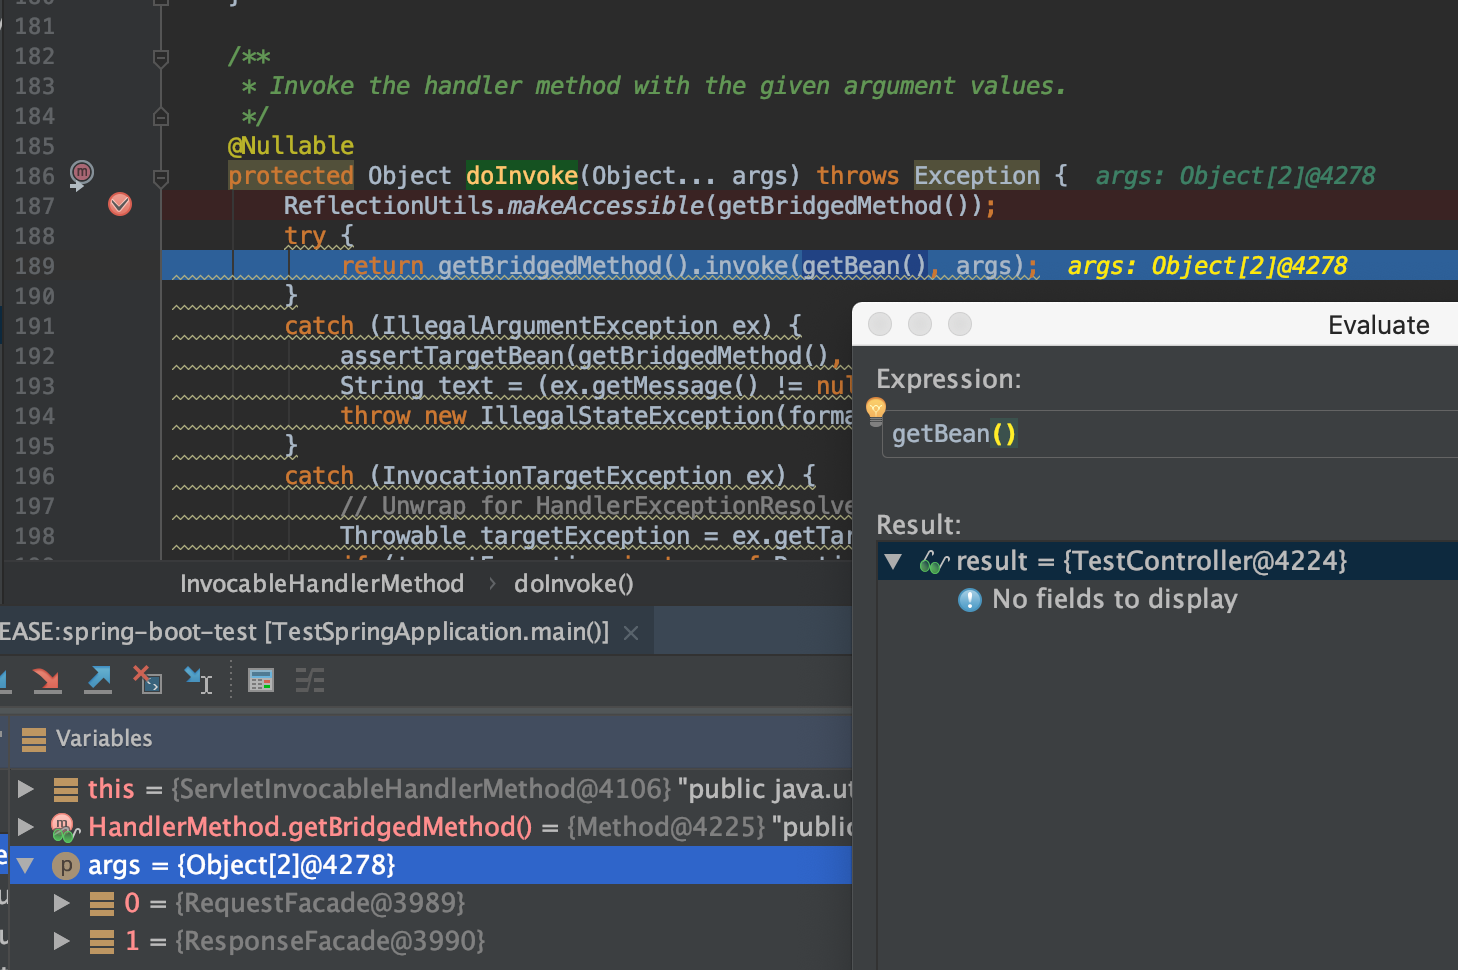 181
182 /**
183 * Invoke the handler method with the given argument values.
184 */
185 @Nullable
186 protected Object doInvoke(Object... args) throws Exception { args: Object[2]@4278
187 ReflectionUtils.makeAccessible(getBridgedMethod());
188 try {
189 return getBridgedMethod().invoke(getBean(), args); args: Object[2]@4278
190 }
191 catch (IllegalArgumentException ex) {
192 assertTargetBean(getBridgedMethod(),
193 String text = (ex.getMessage() != nul
194 throw new IllegalStateException(forma
195 }
196 catch (InvocationTargetException ex) {
197 // Unwrap for HandlerExceptionResolve
198 Throwable targetException = ex.getTar
InvocableHandlerMethod › doInvoke()
EASE:spring-boot-test [TestSpringApplication.main()] ×
Variables
this = {ServletInvocableHandlerMethod@4106} "public java.ut
HandlerMethod.getBridgedMethod() = {Method@4225} "public
p args = {Object[2]@4278}
0 = {RequestFacade@3989}
1 = {ResponseFacade@3990}
Evaluate
Expression:
getBean()
Result:
result = {TestController@4224}
No fields to display